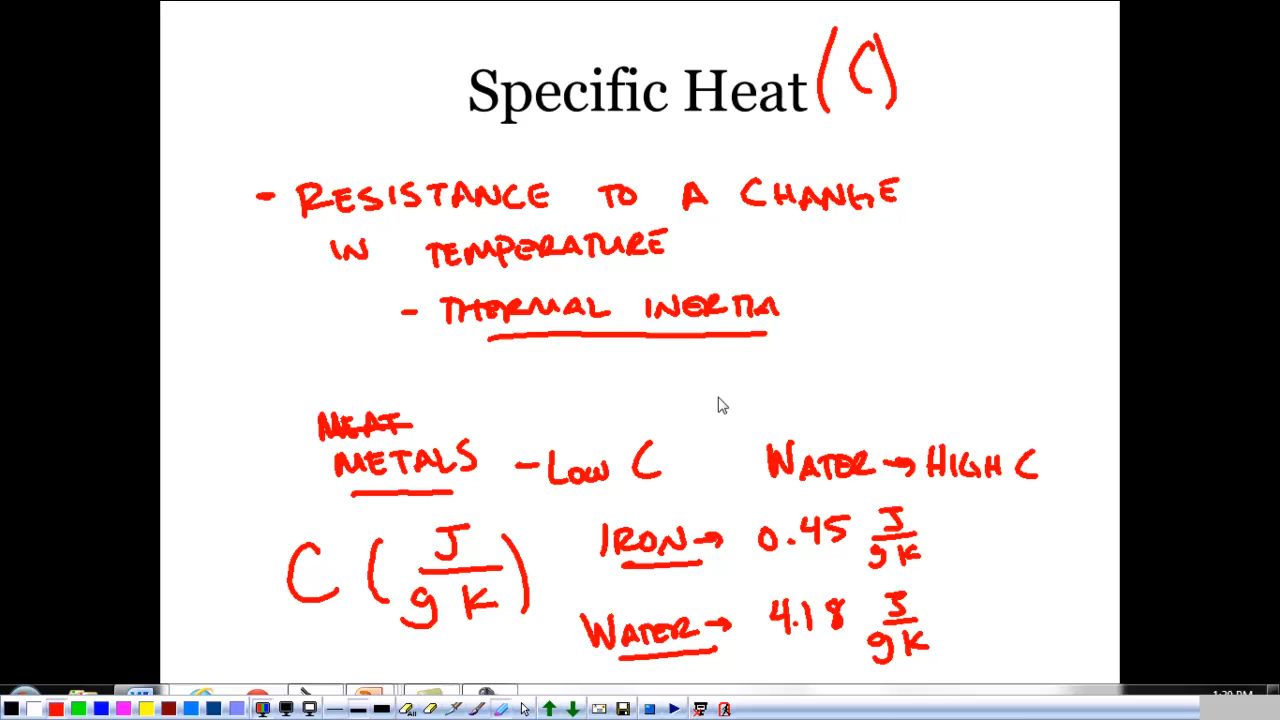 Specific Heat (C)
- RESISTANCE TO A CHANGE
IN TEMPERATURE
- THERMAL INERTIA
MEAT
METALS - LOW C
WATER → HIGH C
C (J/g K)
IRON → 0.45 J/g K
WATER → 4.18 J/g K